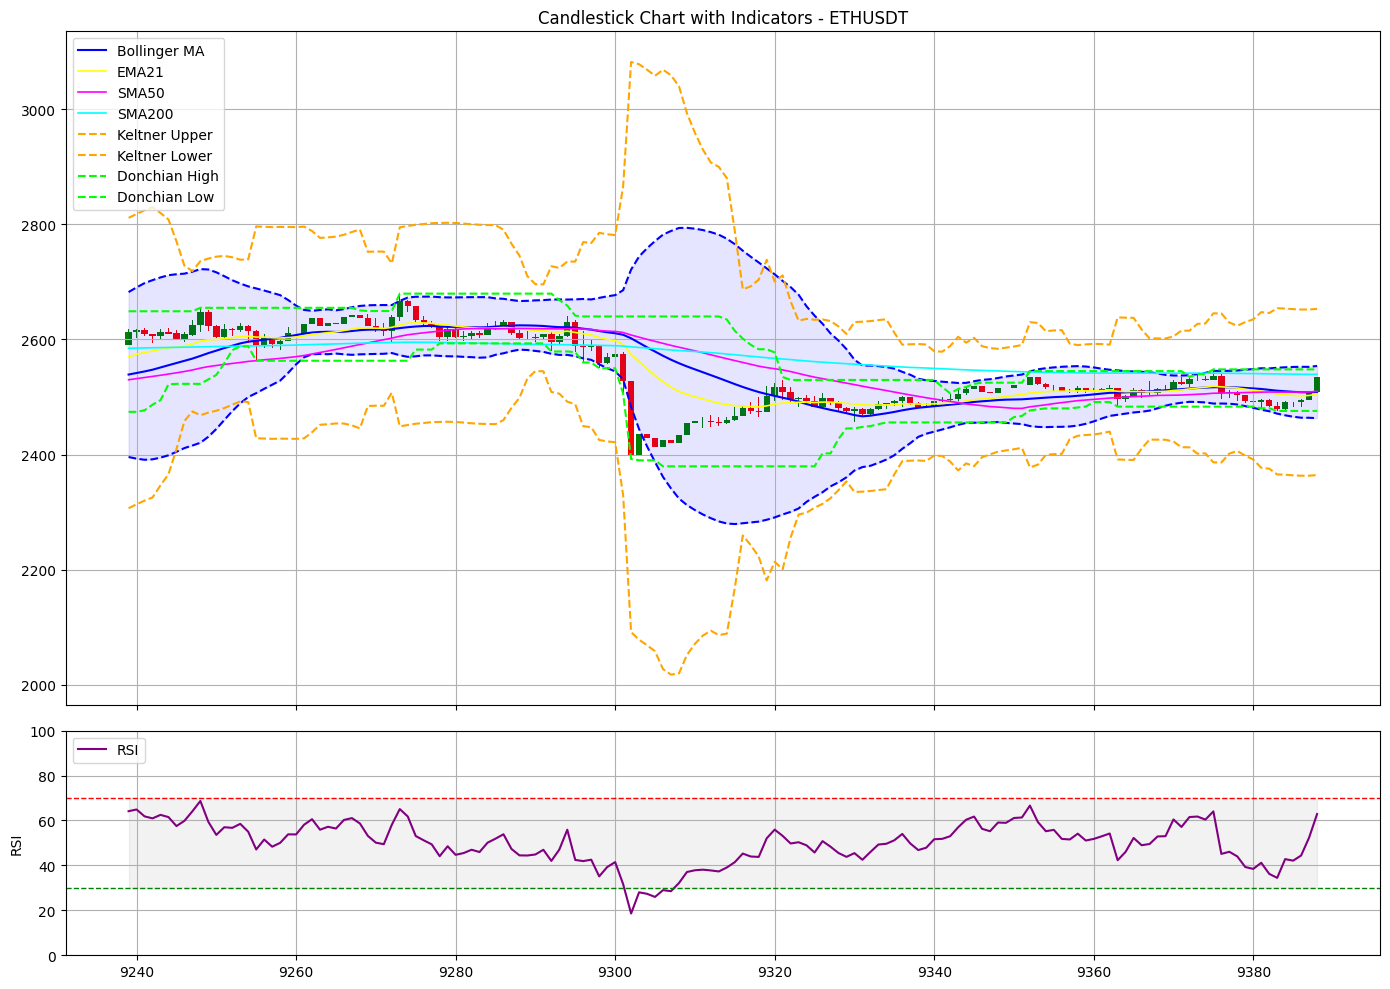 Candlestick Chart with Indicators - ETHUSDT
Bollinger MA
EMA21
SMA50
SMA200
Keltner Upper
Keltner Lower
Donchian High
Donchian Low
3000
2800
2600
2400
2200
2000
RSI
100
80
60
40
20
0
RSI
9240 9260 9280 9300 9320 9340 9360 9380